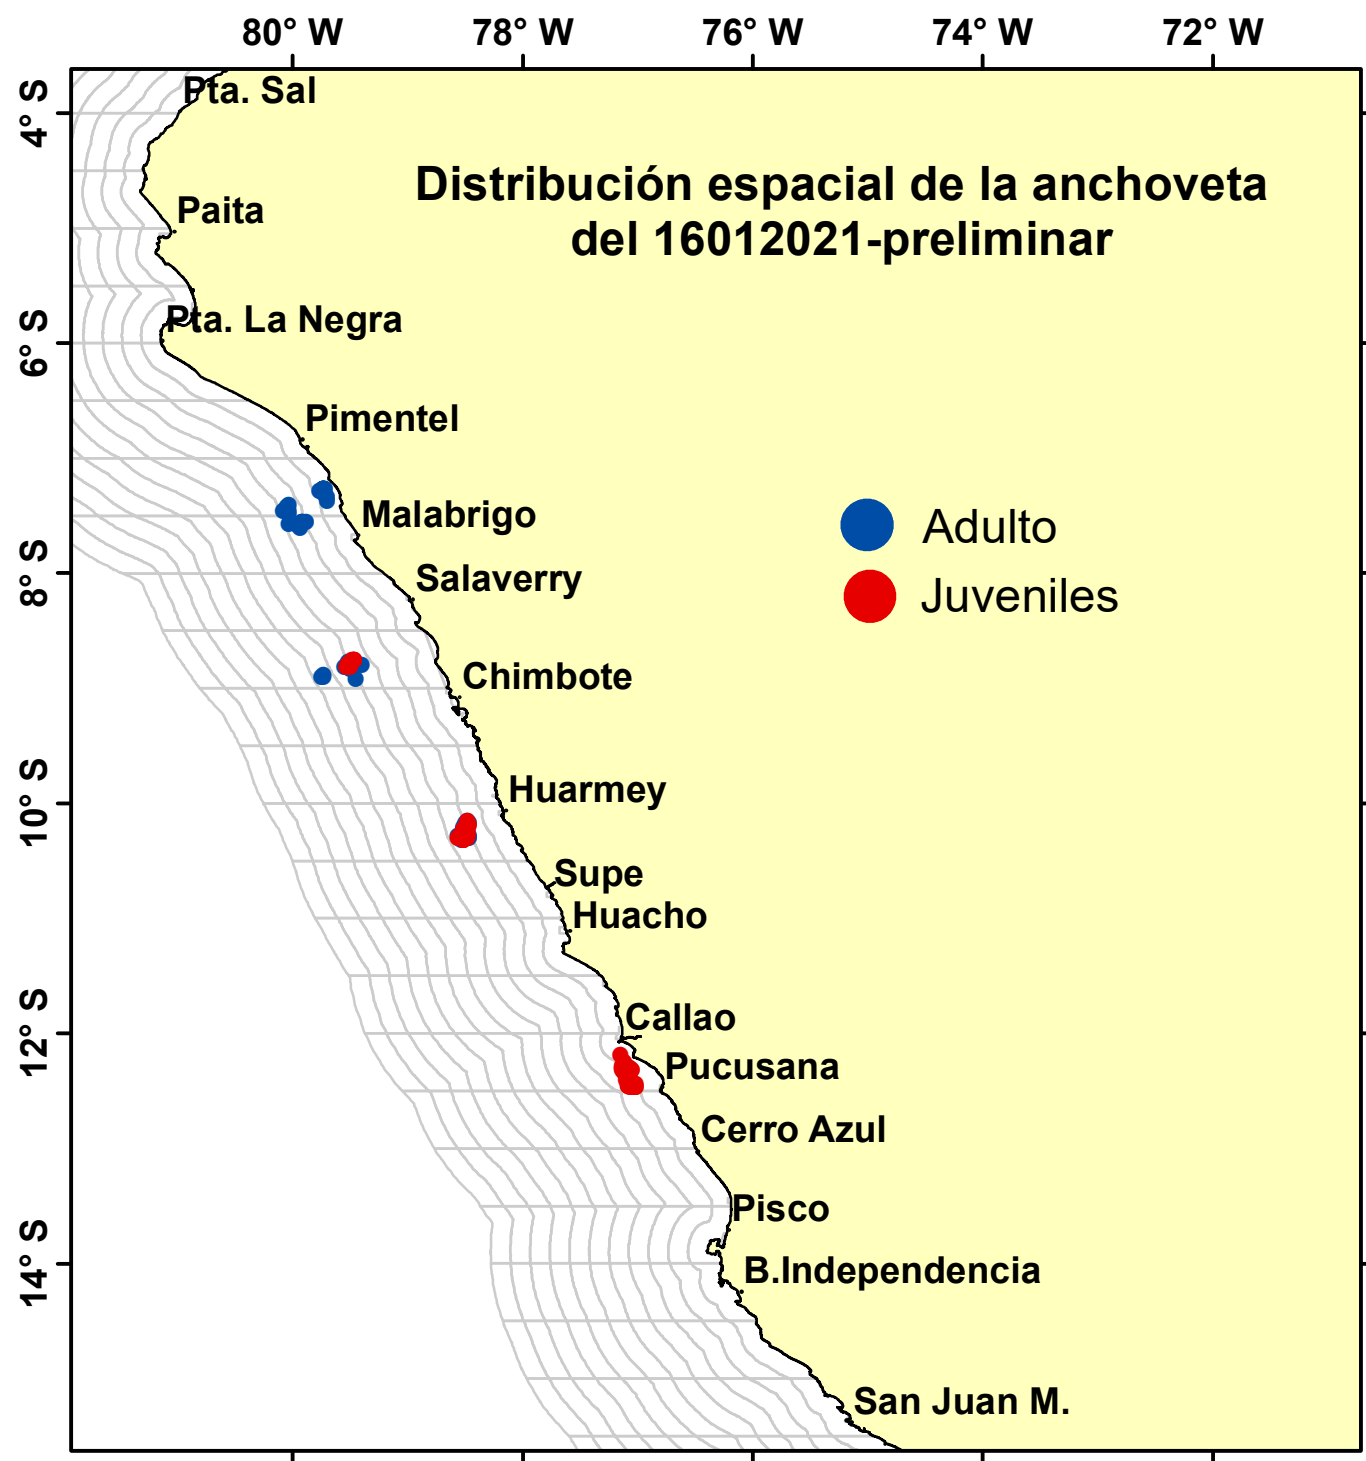 80° W 78° W 76° W 74° W 72° W
4° S
6° S
8° S
10° S
12° S
14° S
Pta. Sal
Distribución espacial de la anchoveta
del 16012021-preliminar
Paita
Pta. La Negra
Pimentel
Malabrigo
Adulto
Salaverry
Juveniles
Chimbote
Huarmey
Supe
Huacho
Callao
Pucusana
Cerro Azul
Pisco
B.Independencia
San Juan M.